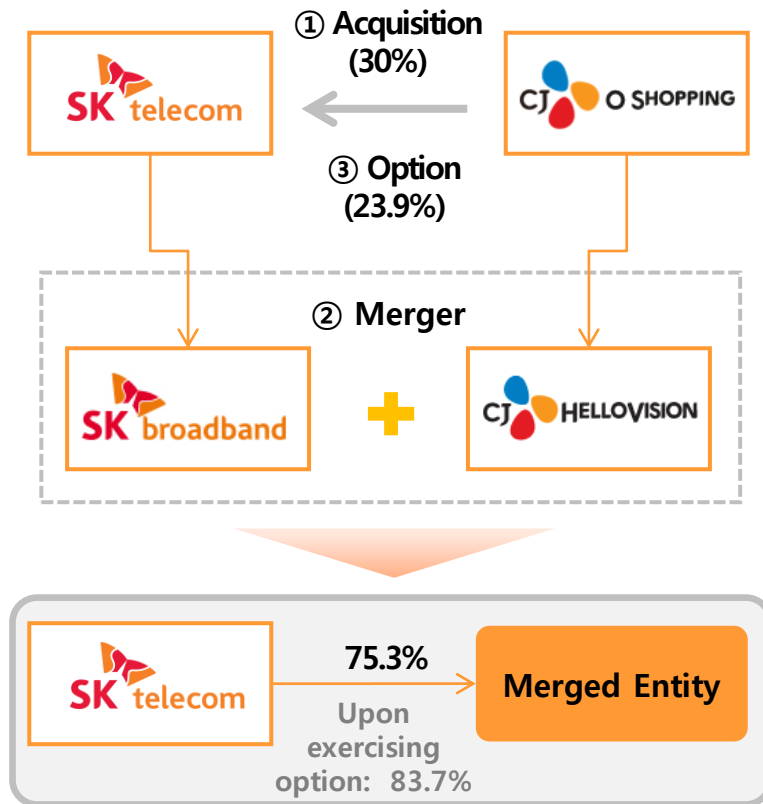 ① Acquisition
(30%)
SK telecom
CJ O SHOPPING
③ Option
(23.9%)
② Merger
SK broadband
CJ HELLOVISION
SK telecom
75.3%
Merged Entity
Upon
exercising
option: 83.7%